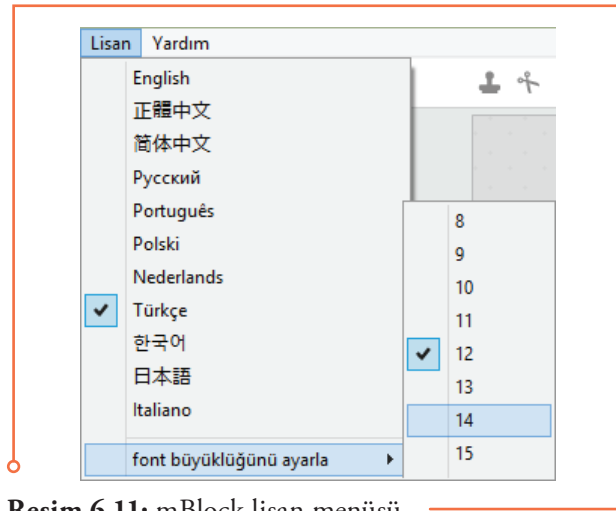 Lisan Yardım
English
正體中文
简体中文
Русский
Português
Polski
Nederlands
Türkçe
한국어
日本語
Italiano
font büyüklüğünü ayarla
8
9
10
11
12
13
14
15
Resim 6.11: mBlock lisan menüsü